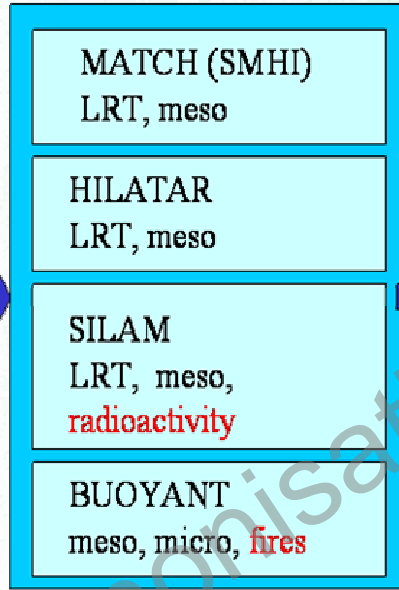 MATCH (SMHI)
LRT, meso
HILATAR
LRT, meso
SILAM
LRT, meso,
radioactivity
BUOYANT
meso, micro, fires